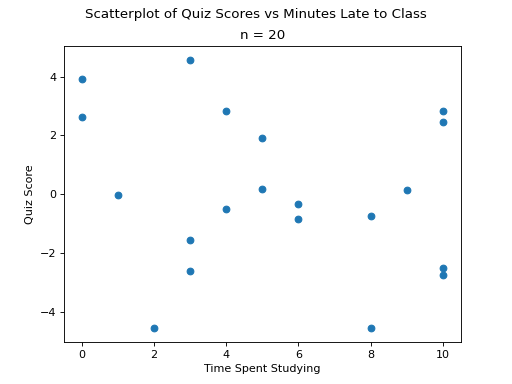 Scatterplot of Quiz Scores vs Minutes Late to Class
n = 20
4
2
0
−2
−4
Quiz Score
0 2 4 6 8 10
Time Spent Studying